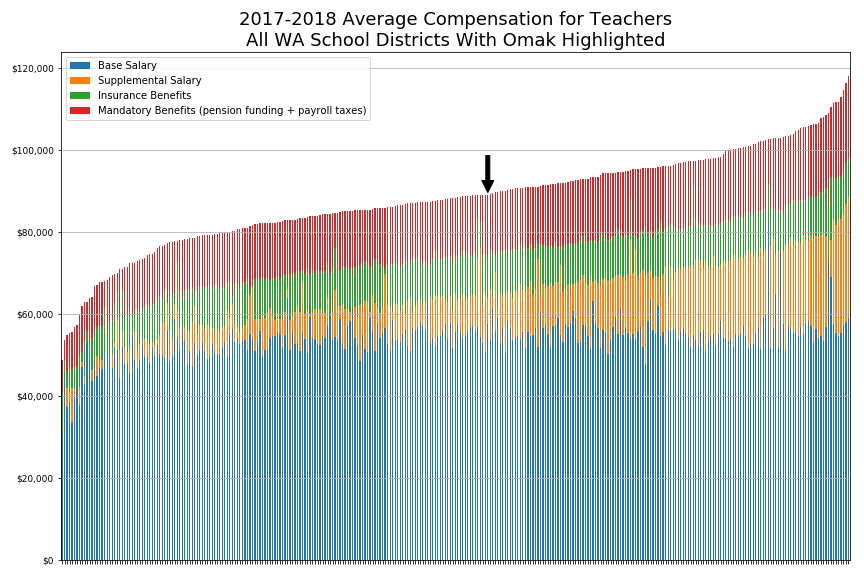 2017-2018 Average Compensation for Teachers
All WA School Districts With Omak Highlighted
Base Salary
Supplemental Salary
Insurance Benefits
Mandatory Benefits (pension funding + payroll taxes)
$120,000
$100,000
$80,000
$60,000
$40,000
$20,000
$0